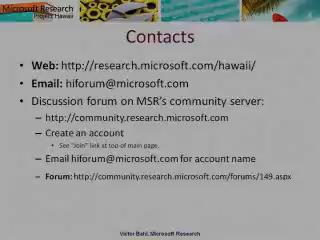 Microsoft Research
Project Hawaii
Contacts
• Web: http://research.microsoft.com/hawaii/
• Email: hiforum@microsoft.com
• Discussion forum on MSR's community server:
– http://community.research.microsoft.com
– Create an account
• See "Join" link at top of main page.
– Email hiforum@microsoft.com for account name
– Forum: http://community.research.microsoft.com/forums/149.aspx
Victor Bahl, Microsoft Research